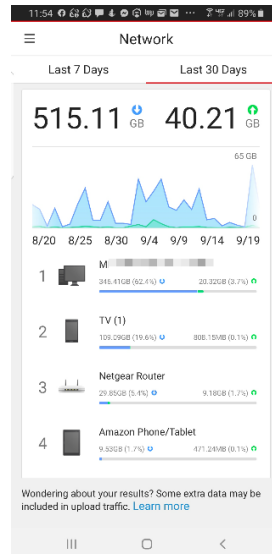 11:54
89%
Network
Last 7 Days
Last 30 Days
515.11 GB
40.21 GB
65 GB
0
8/20 8/25 8/30 9/4 9/9 9/14 9/19
1
M
348.41GB (62.4%)
20.32GB (3.7%)
2
TV (1)
109.09GB (19.6%)
808.15MB (0.1%)
3
Netgear Router
29.85GB (5.4%)
9.18GB (1.7%)
4
Amazon Phone/Tablet
9.53GB (1.7%)
471.24MB (0.1%)
Wondering about your results? Some extra data may be
included in upload traffic. Learn more